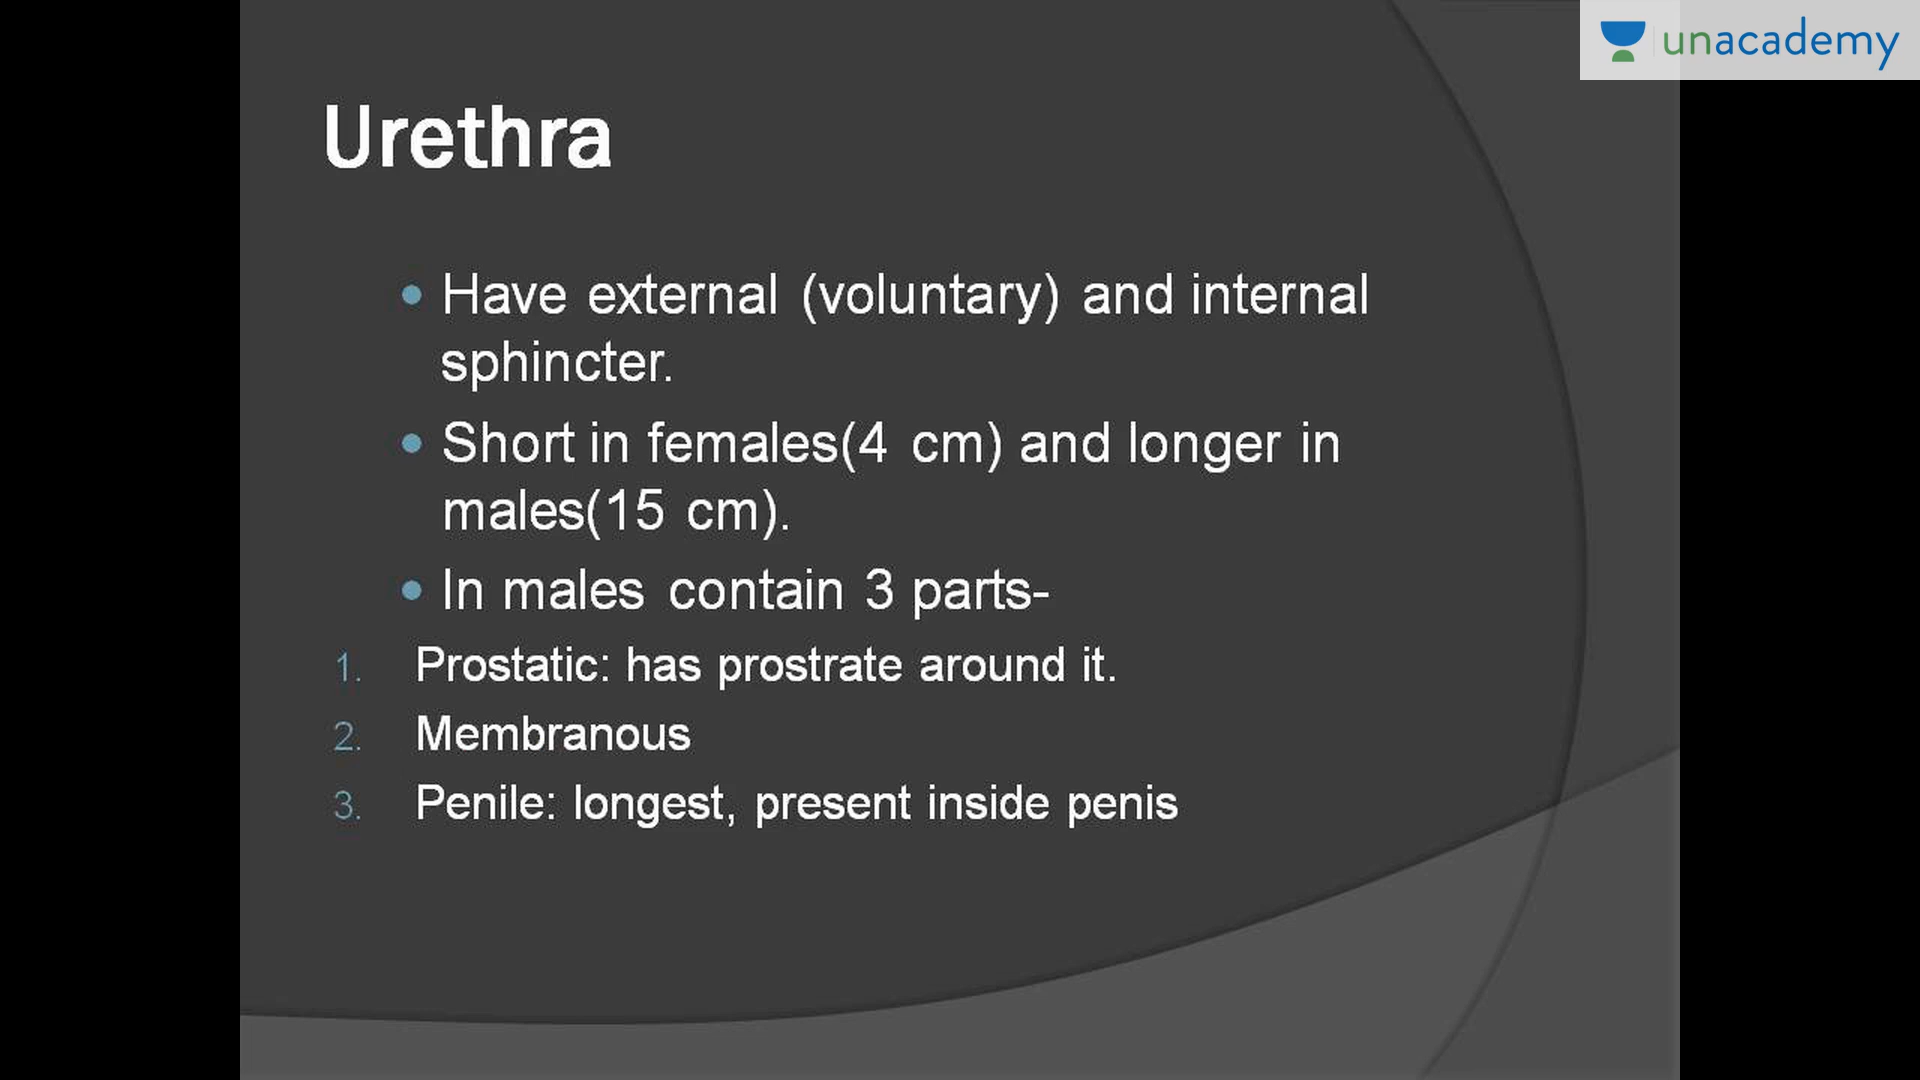 unacademy
Urethra
• Have external (voluntary) and internal
sphincter.
• Short in females(4 cm) and longer in
males(15 cm).
• In males contain 3 parts-
1. Prostatic: has prostrate around it.
2. Membranous
3. Penile: longest, present inside penis